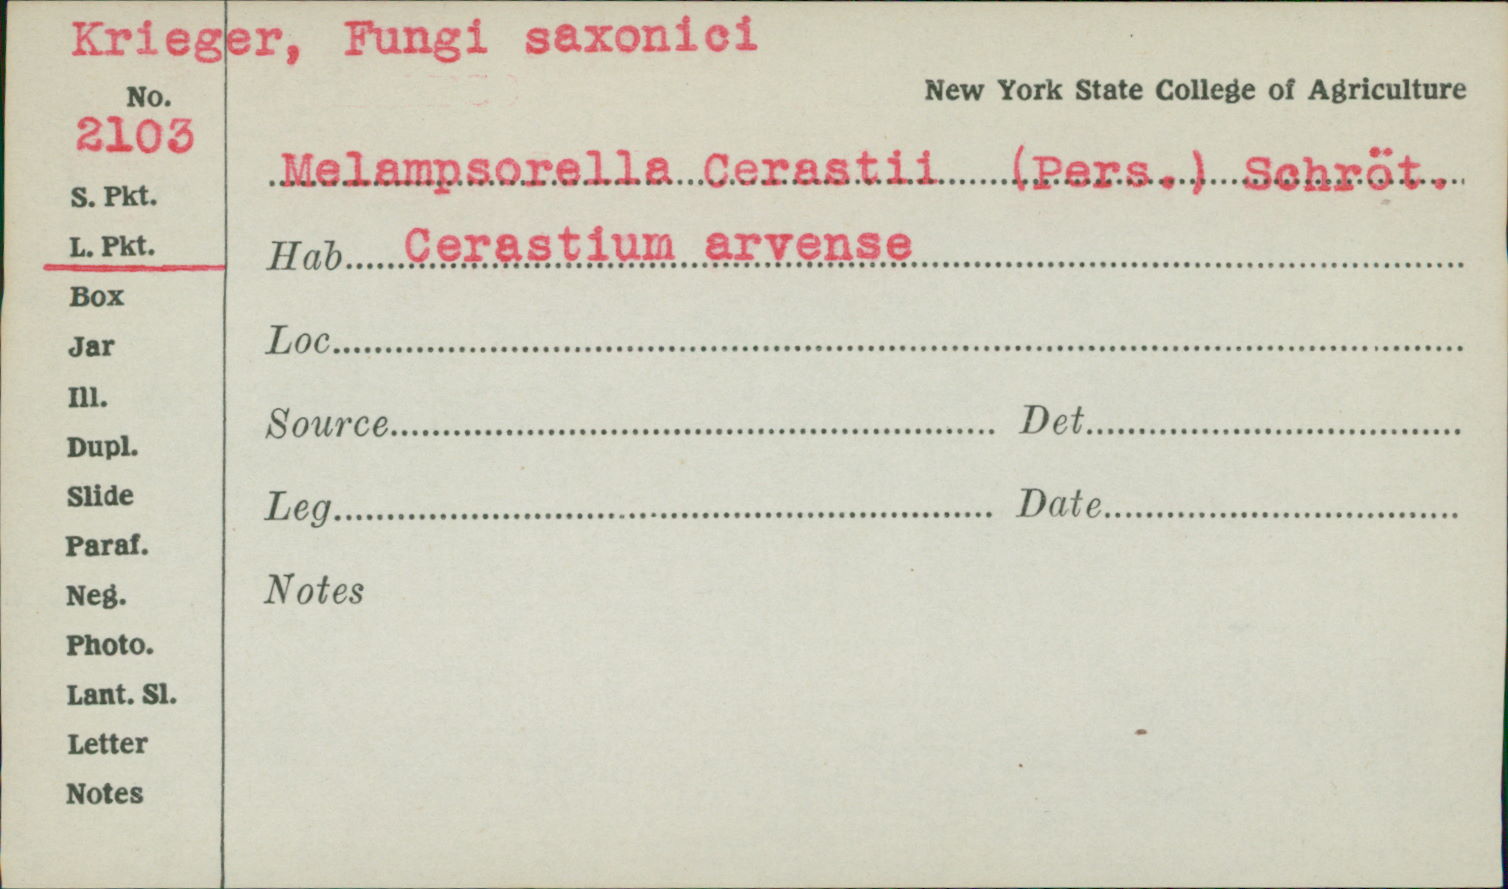 Krieger, Fungi saxonici
New York State College of Agriculture
No.
2103
S. Pkt.
L. Pkt.
Box
Jar
Ill.
Dupl.
Slide
Paraf.
Neg.
Photo.
Lant. Sl.
Letter
Notes
Melampsorella Cerastii (Pers.) Schröt.
Hab Cerastium arvense
Loc
Source Det
Leg Date
Notes